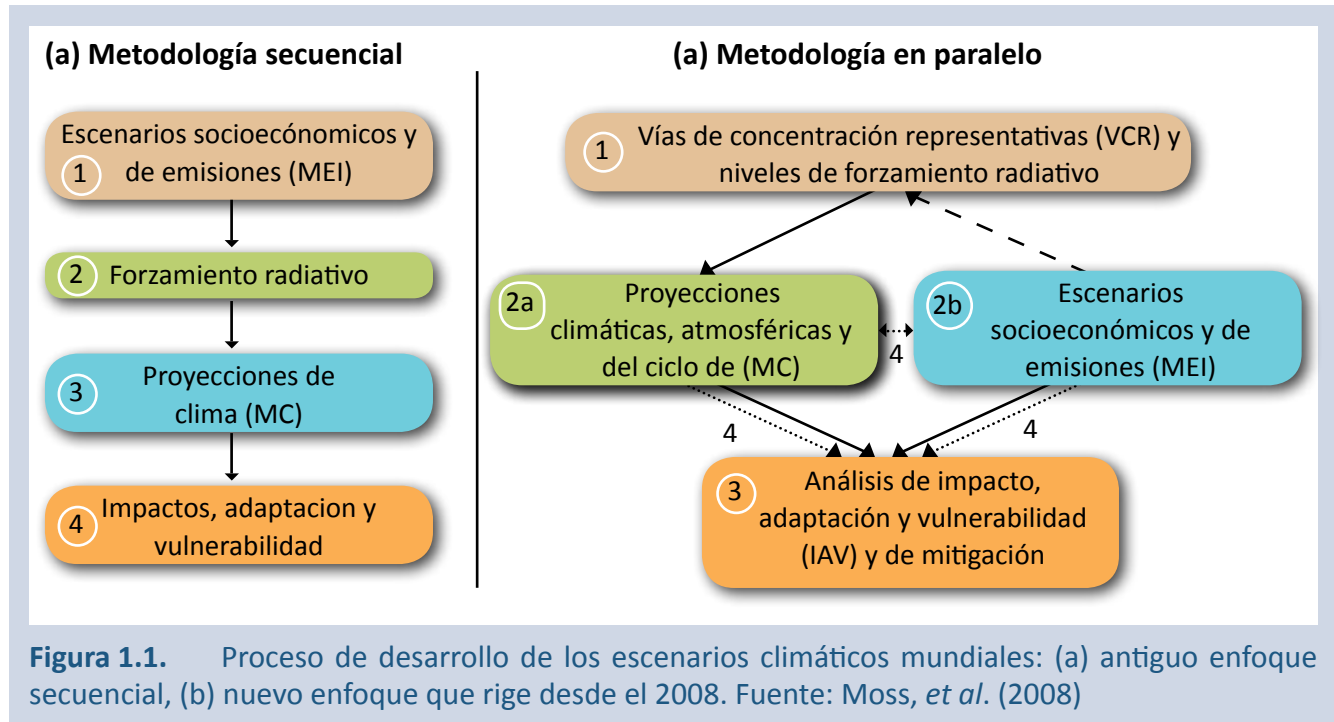 (a) Metodología secuencial
Escenarios socioecónomicos y
1 de emisiones (MEI)
2 Forzamiento radiativo
3 Proyecciones de
clima (MC)
4 Impactos, adaptacion y
vulnerabilidad
(a) Metodología en paralelo
1 Vías de concentración representativas (VCR) y
niveles de forzamiento radiativo
2a Proyecciones
climáticas, atmosféricas y
del ciclo de (MC)
4
2b Escenarios
socioeconómicos y de
emisiones (MEI)
4
4
3 Análisis de impacto,
adaptación y vulnerabilidad
(IAV) y de mitigación
Figura 1.1. Proceso de desarrollo de los escenarios climáticos mundiales: (a) antiguo enfoque
secuencial, (b) nuevo enfoque que rige desde el 2008. Fuente: Moss, et al. (2008)